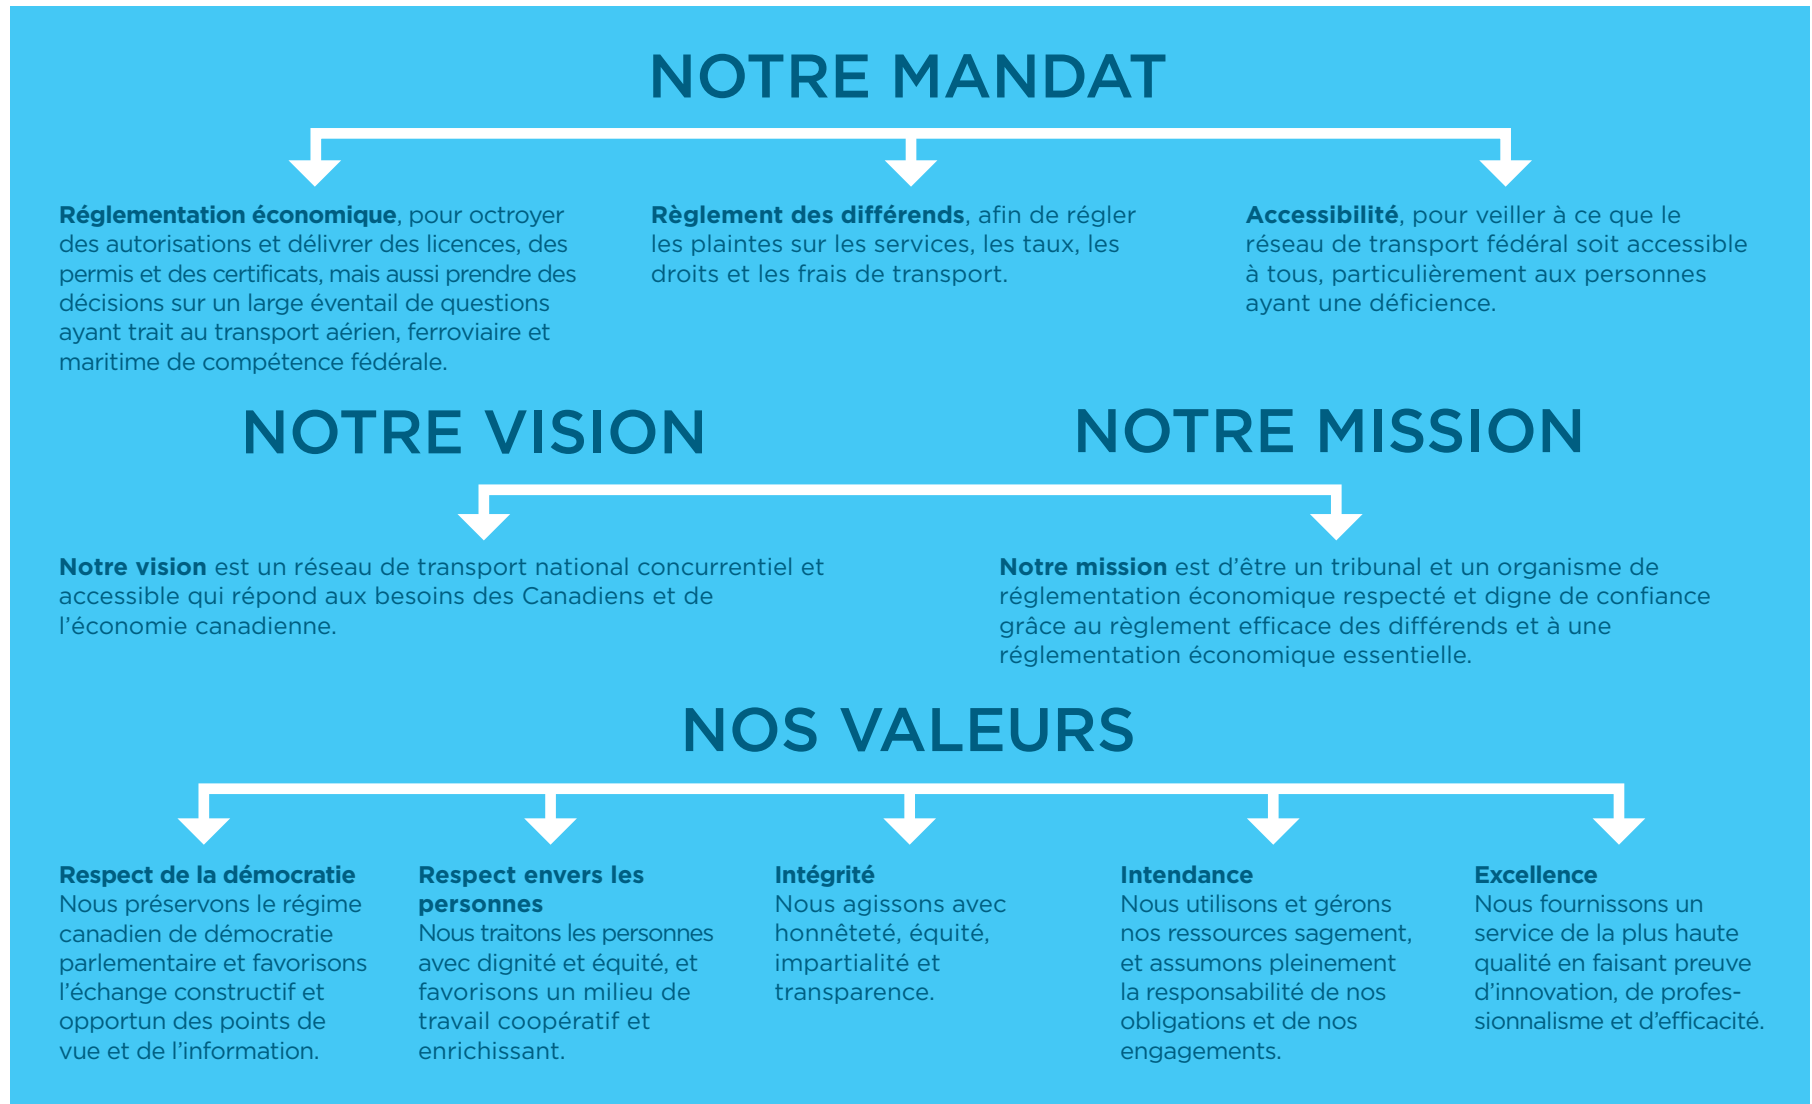 NOTRE MANDAT
Réglementation économique, pour octroyer
des autorisations et délivrer des licences, des
permis et des certificats, mais aussi prendre des
décisions sur un large éventail de questions
ayant trait au transport aérien, ferroviaire et
maritime de compétence fédérale.
Règlement des différends, afin de régler
les plaintes sur les services, les taux, les
droits et les frais de transport.
Accessibilité, pour veiller à ce que le
réseau de transport fédéral soit accessible
à tous, particulièrement aux personnes
ayant une déficience.
NOTRE VISION
Notre vision est un réseau de transport national concurrentiel et
accessible qui répond aux besoins des Canadiens et de
l’économie canadienne.
NOTRE MISSION
Notre mission est d’être un tribunal et un organisme de
réglementation économique respecté et digne de confiance
grâce au règlement efficace des différends et à une
réglementation économique essentielle.
NOS VALEURS
Respect de la démocratie
Nous préservons le régime
canadien de démocratie
parlementaire et favorisons
l’échange constructif et
opportun des points de
vue et de l’information.
Respect envers les
personnes
Nous traitons les personnes
avec dignité et équité, et
favorisons un milieu de
travail coopératif et
enrichissant.
Intégrité
Nous agissons avec
honnêteté, équité,
impartialité et
transparence.
Intendance
Nous utilisons et gérons
nos ressources sagement,
et assumons pleinement
la responsabilité de nos
obligations et de nos
engagements.
Excellence
Nous fournissons un
service de la plus haute
qualité en faisant preuve
d’innovation, de profes-
sionnalisme et d’efficacité.